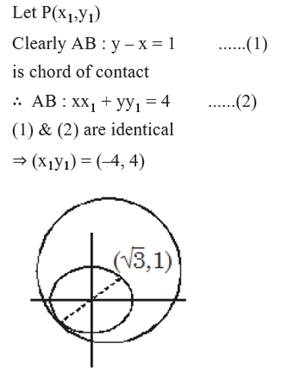 Let P(x₁,y₁)
Clearly AB : y – x = 1 ......(1)
is chord of contact
∴ AB : xx₁ + yy₁ = 4 ......(2)
(1) & (2) are identical
⇒ (x₁y₁) = (–4, 4)
(√3,1)